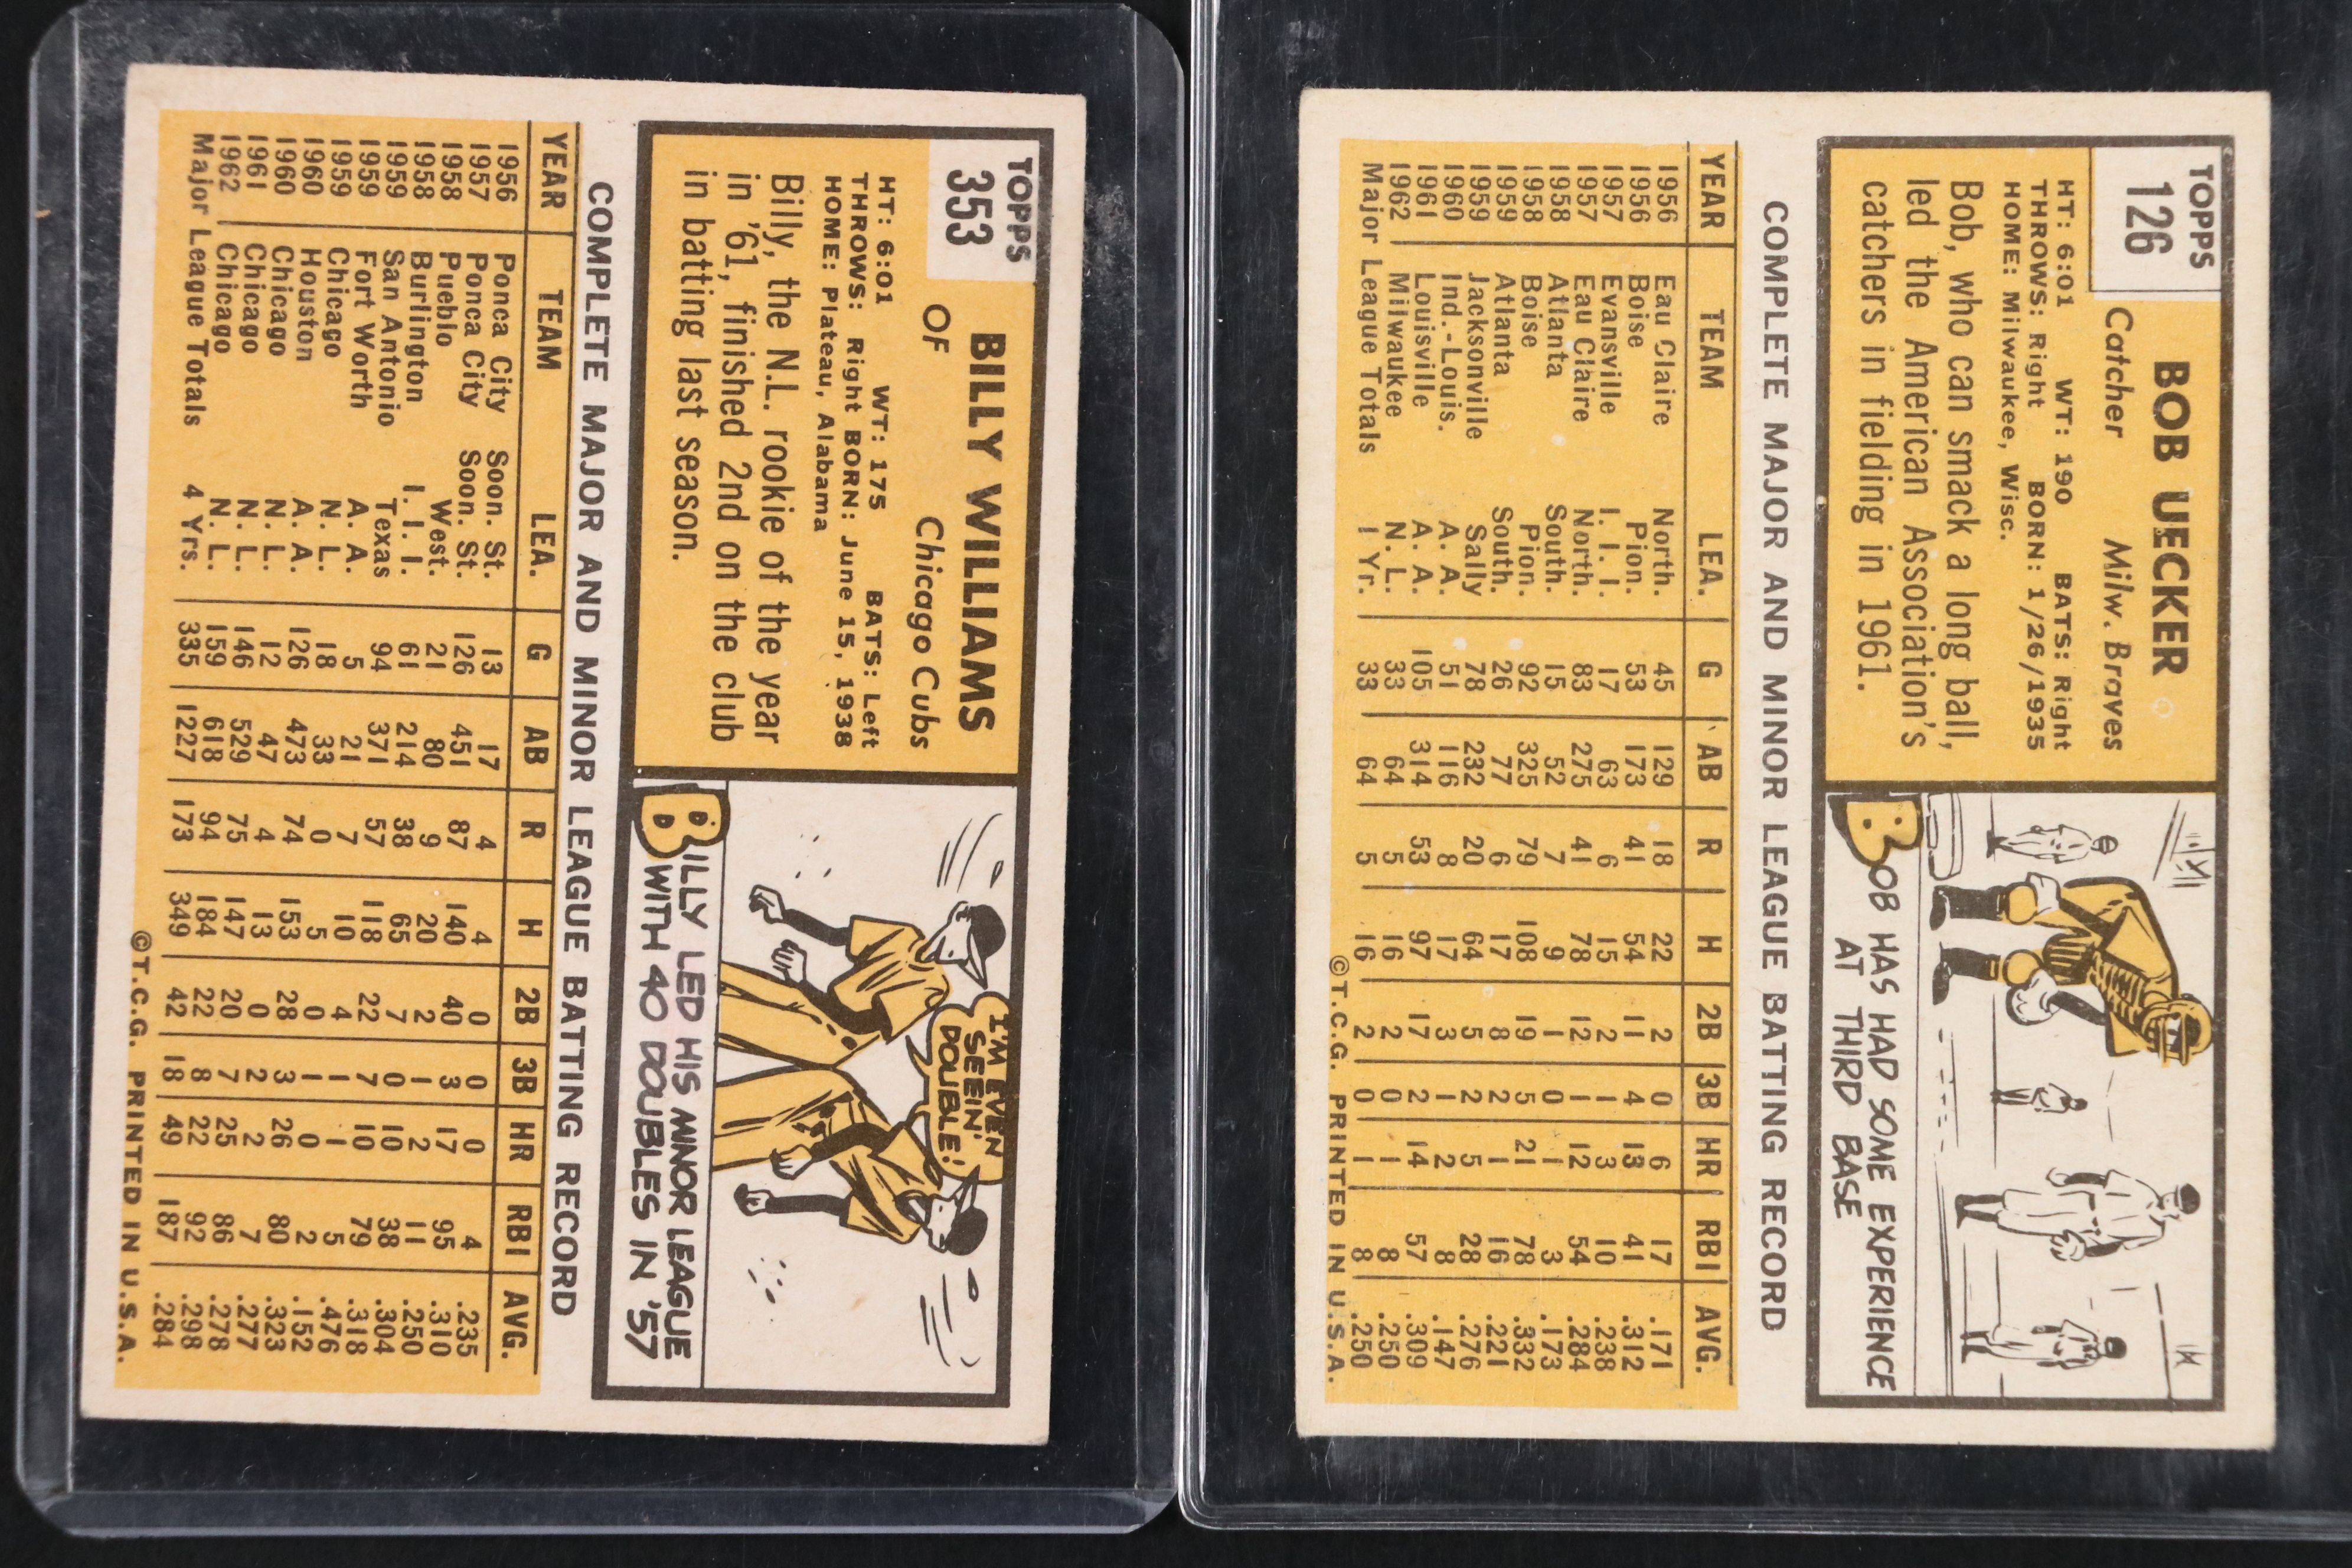 TOPPS
353
BILLY WILLIAMS
OF Chicago Cubs
HT: 6:01 WT: 175 BATS: Left
THROWS: Right BORN: June 15, 1938
HOME: Plateau, Alabama
Billy, the N.L. rookie of the year
in '61, finished 2nd on the club
in batting last season.
I'M EVEN
SEEIN'
DOUBLE!
BILLY LED HIS MINOR LEAGUE
WITH 40 DOUBLES IN '57
COMPLETE MAJOR AND MINOR LEAGUE BATTING RECORD
YEAR TEAM LEA. G AB R H 2B 3B HR RBI AVG.
1956 Ponca City Soon. St. 13 17 4 4 0 0 0 4 .235
1957 Ponca City Soon. St. 126 451 87 140 40 3 17 95 .310
1958 Pueblo West. 21 80 9 20 2 1 2 11 .250
1958 Burlington I. I. I. 61 214 38 65 7 0 10 38 .304
1959 San Antonio Texas 94 371 57 118 22 7 10 79 .318
1959 Fort Worth A. A. 5 21 7 10 4 1 1 5 .476
1959 Chicago N. L. 18 33 0 5 0 1 0 2 .152
1960 Houston A. A. 126 473 74 153 28 3 26 80 .323
1960 Chicago N. L. 12 47 4 13 0 2 2 7 .277
1961 Chicago N. L. 146 529 75 147 20 7 25 86 .278
1962 Chicago N. L. 159 618 94 184 22 8 22 92 .298
Major League Totals 4 Yrs. 335 1227 173 349 42 18 49 187 .284
©T.C.G. PRINTED IN U.S.A.
TOPPS
126
BOB UECKER
Catcher Milw. Braves
HT: 6:01 WT: 190 BATS: Right
THROWS: Right BORN: 1/26/1935
HOME: Milwaukee, Wisc.
Bob, who can smack a long ball,
led the American Association's
catchers in fielding in 1961.
BOB HAS HAD SOME EXPERIENCE
AT THIRD BASE
COMPLETE MAJOR AND MINOR LEAGUE BATTING RECORD
YEAR TEAM LEA. G AB R H 2B 3B HR RBI AVG.
1956 Eau Claire North. 45 129 18 22 2 0 6 17 .171
1956 Boise Pion. 53 173 41 54 11 4 13 41 .312
1957 Evansville I. I. I. 17 63 6 15 2 1 3 10 .238
1957 Eau Claire North. 83 275 41 78 12 1 12 54 .284
1958 Atlanta South. 15 52 7 9 1 0 1 3 .173
1958 Boise Pion. 92 325 79 108 19 5 21 78 .332
1959 Atlanta South. 26 77 6 17 8 2 1 16 .221
1959 Jacksonville Sally 78 232 20 64 5 2 5 28 .276
1960 Ind.-Louis. A. A. 51 116 8 17 3 1 2 8 .147
1961 Louisville A. A. 105 314 53 97 17 2 14 57 .309
1962 Milwaukee N. L. 33 64 5 16 2 0 1 8 .250
Major League Totals 1 Yr. 33 64 5 16 2 0 1 8 .250
©T.C.G. PRINTED IN U.S.A.